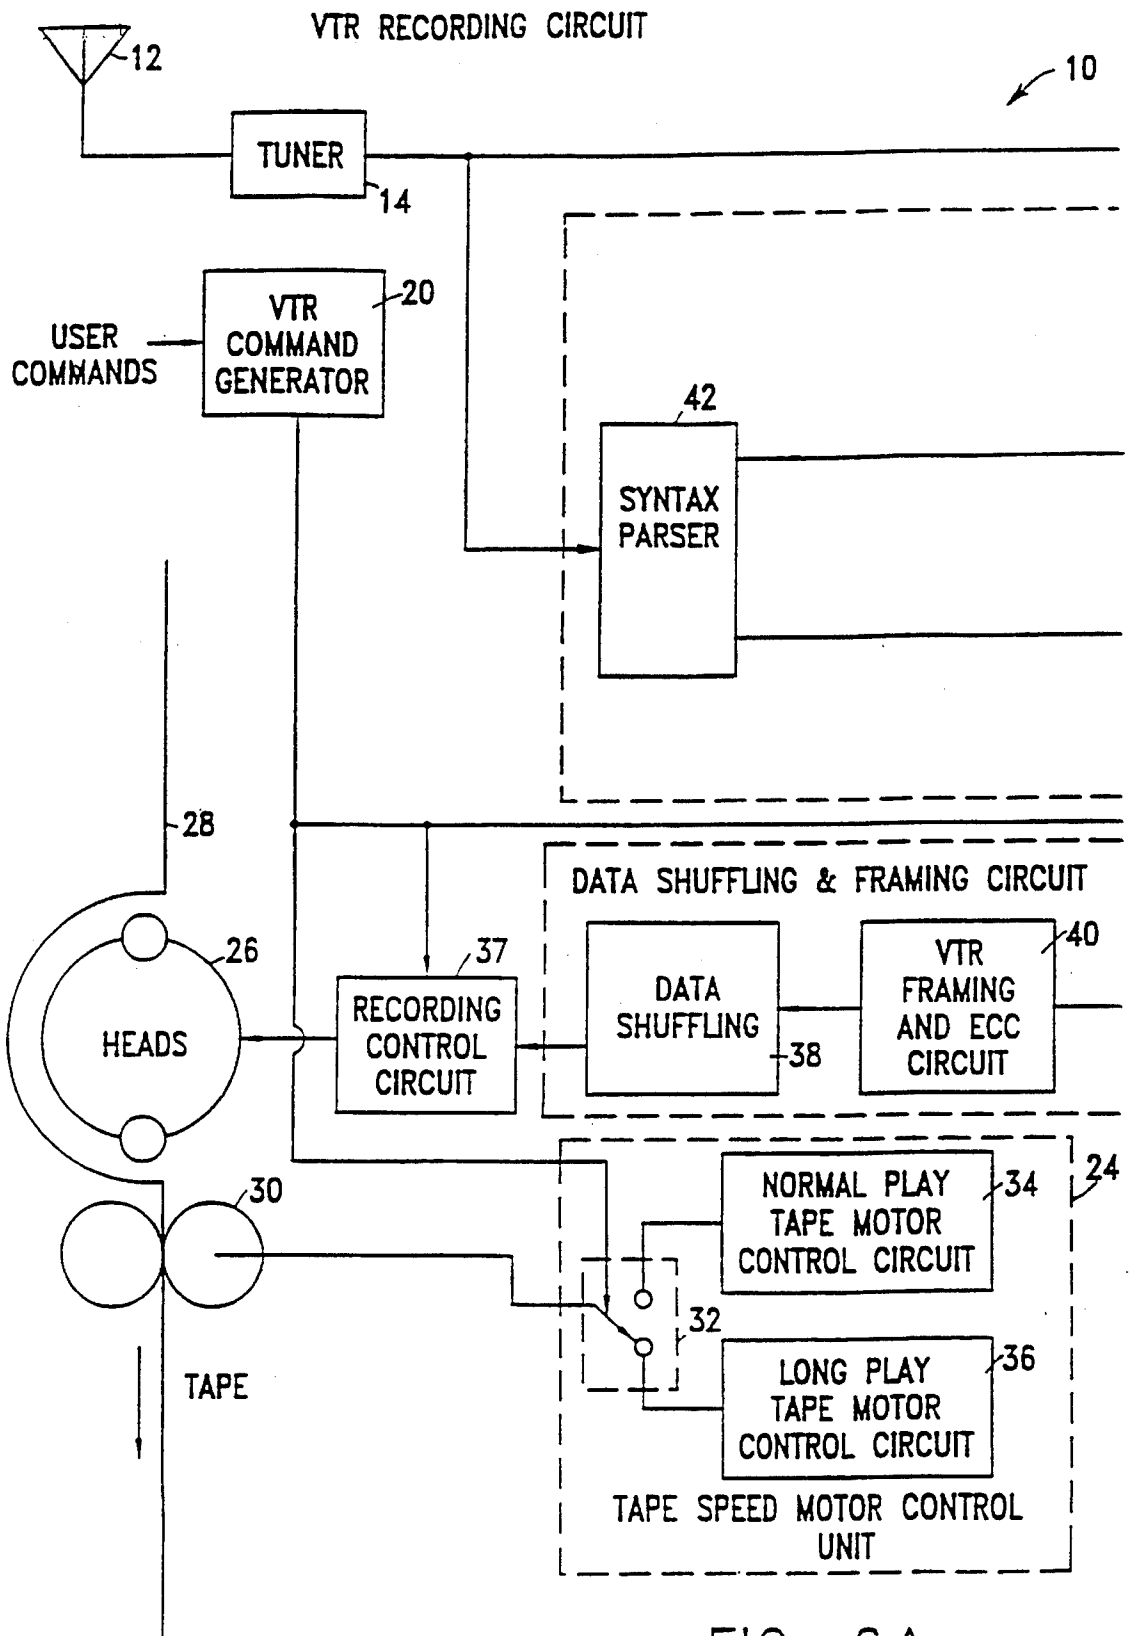 VTR RECORDING CIRCUIT
12
10
TUNER
14
VTR
COMMAND
GENERATOR
20
USER
COMMANDS
42
SYNTAX
PARSER
28
DATA SHUFFLING & FRAMING CIRCUIT
26
HEADS
37
RECORDING
CONTROL
CIRCUIT
DATA
SHUFFLING
38
VTR
FRAMING
AND ECC
CIRCUIT
40
30
NORMAL PLAY
TAPE MOTOR
CONTROL CIRCUIT
34
24
32
LONG PLAY
TAPE MOTOR
CONTROL CIRCUIT
36
TAPE
TAPE SPEED MOTOR CONTROL
UNIT